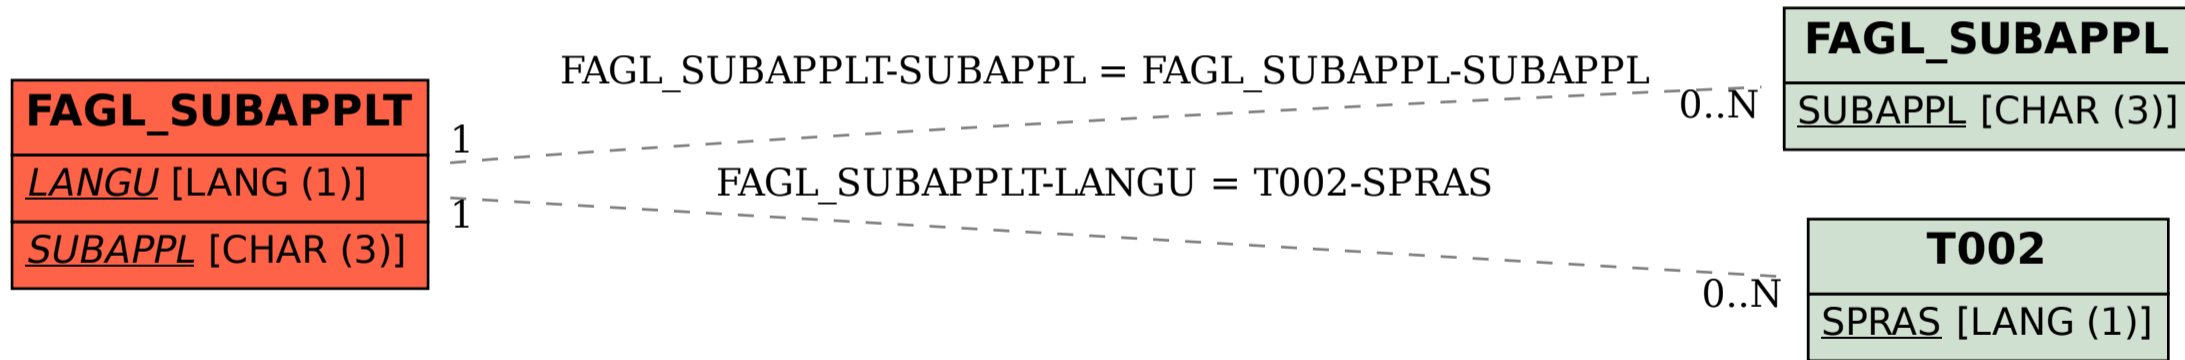 FAGL_SUBAPPLT
LANGU [LANG (1)]
SUBAPPL [CHAR (3)]
FAGL_SUBAPPLT-SUBAPPL = FAGL_SUBAPPL-SUBAPPL
1
0..N
FAGL_SUBAPPLT-LANGU = T002-SPRAS
1
0..N
FAGL_SUBAPPL
SUBAPPL [CHAR (3)]
T002
SPRAS [LANG (1)]